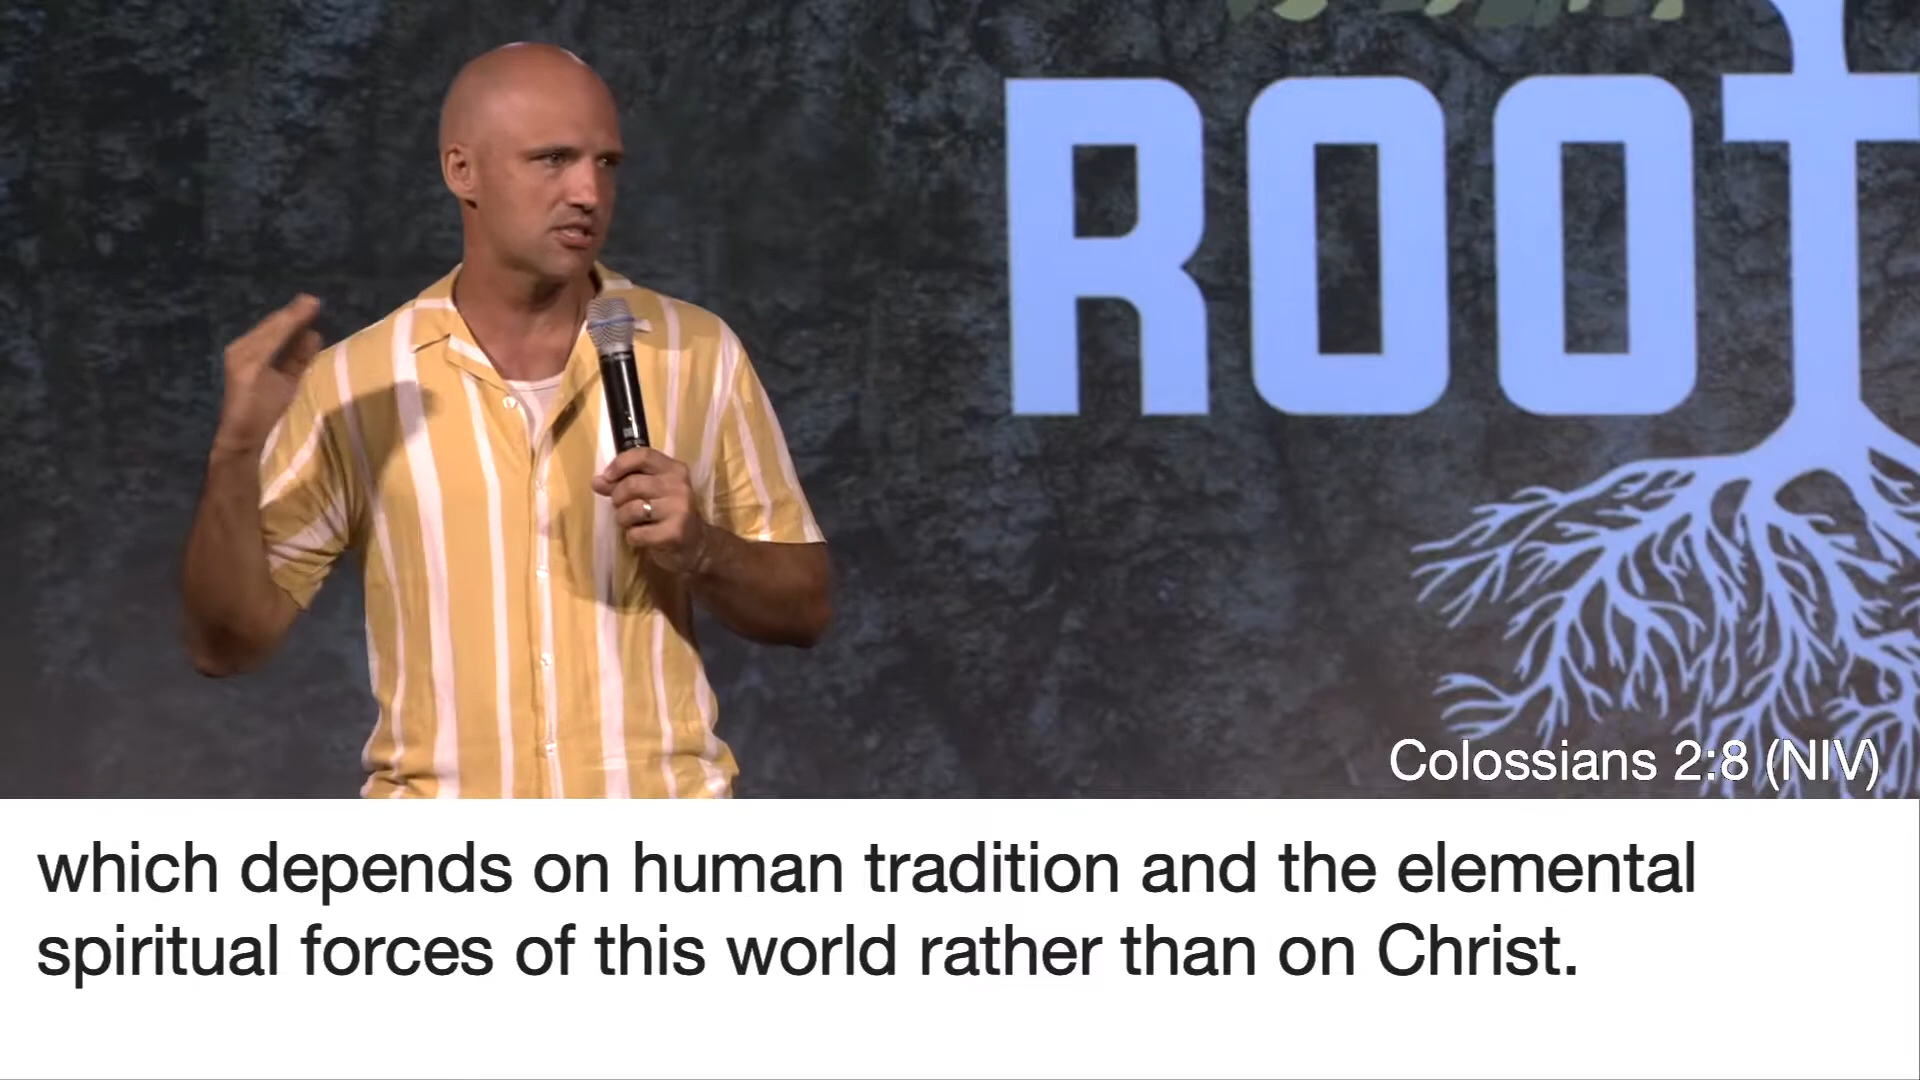 ROOT
Colossians 2:8 (NIV)
which depends on human tradition and the elemental
spiritual forces of this world rather than on Christ.